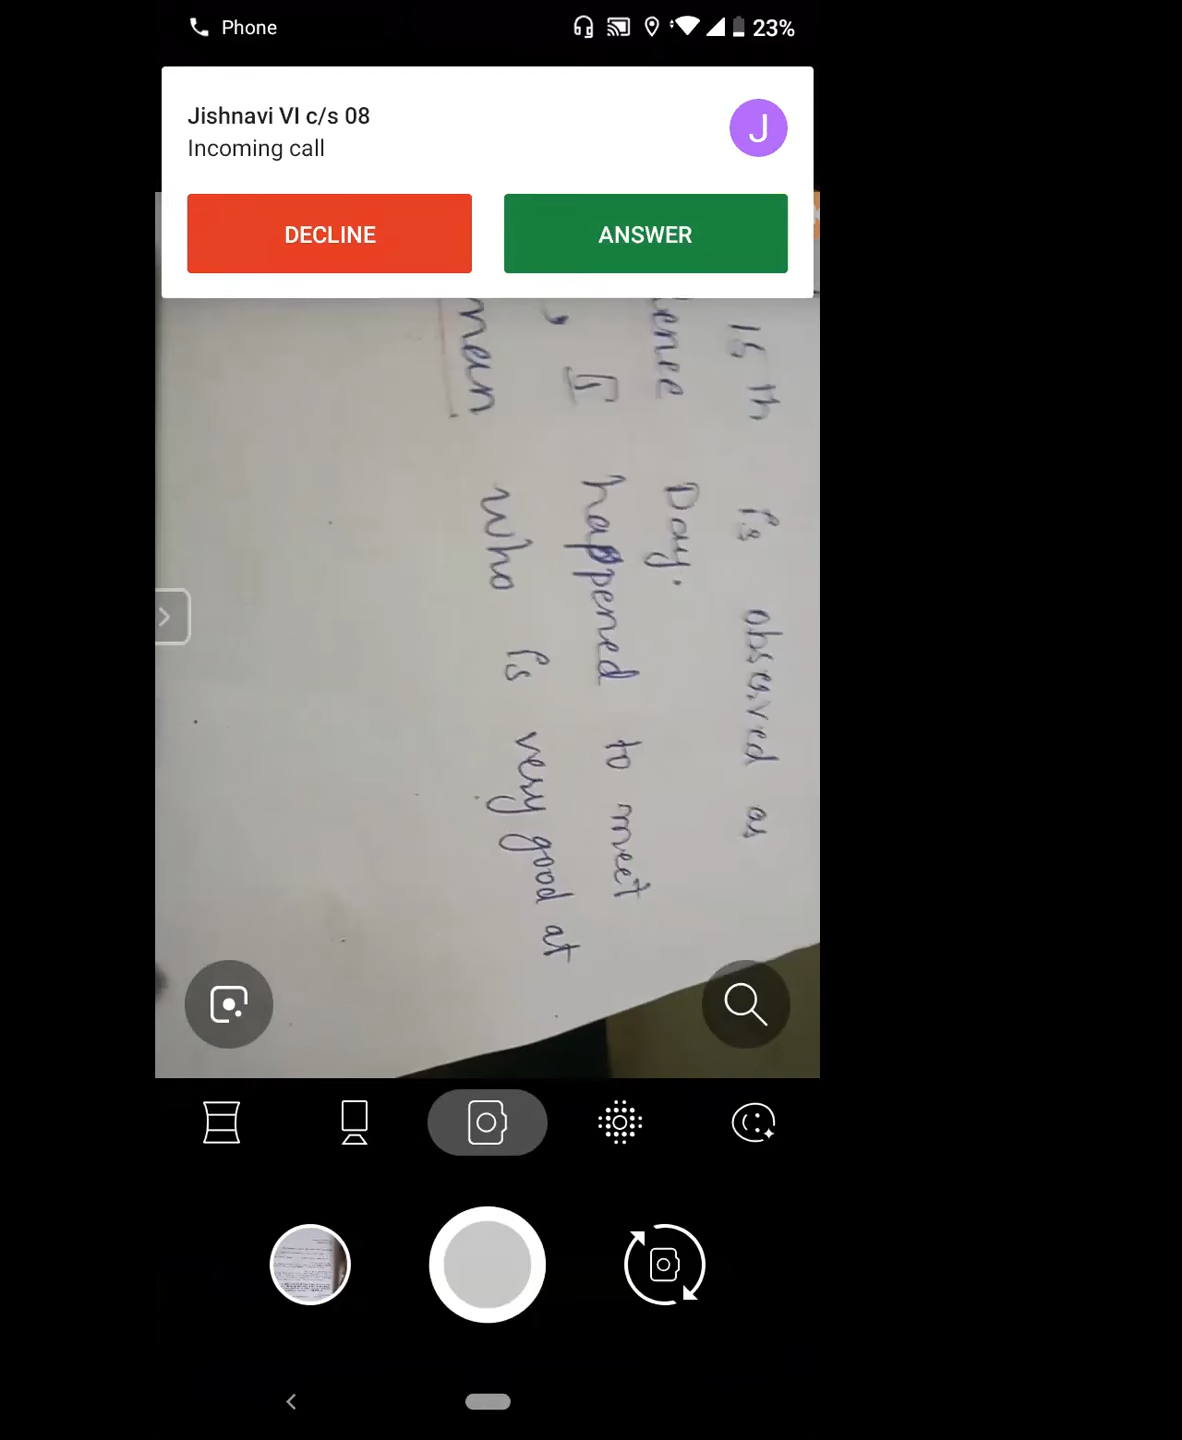 Phone
23%
Jishnavi VI c/s 08
Incoming call
J
DECLINE
ANSWER
15 th is observed as
Day.
, I happened to meet
who is very good at